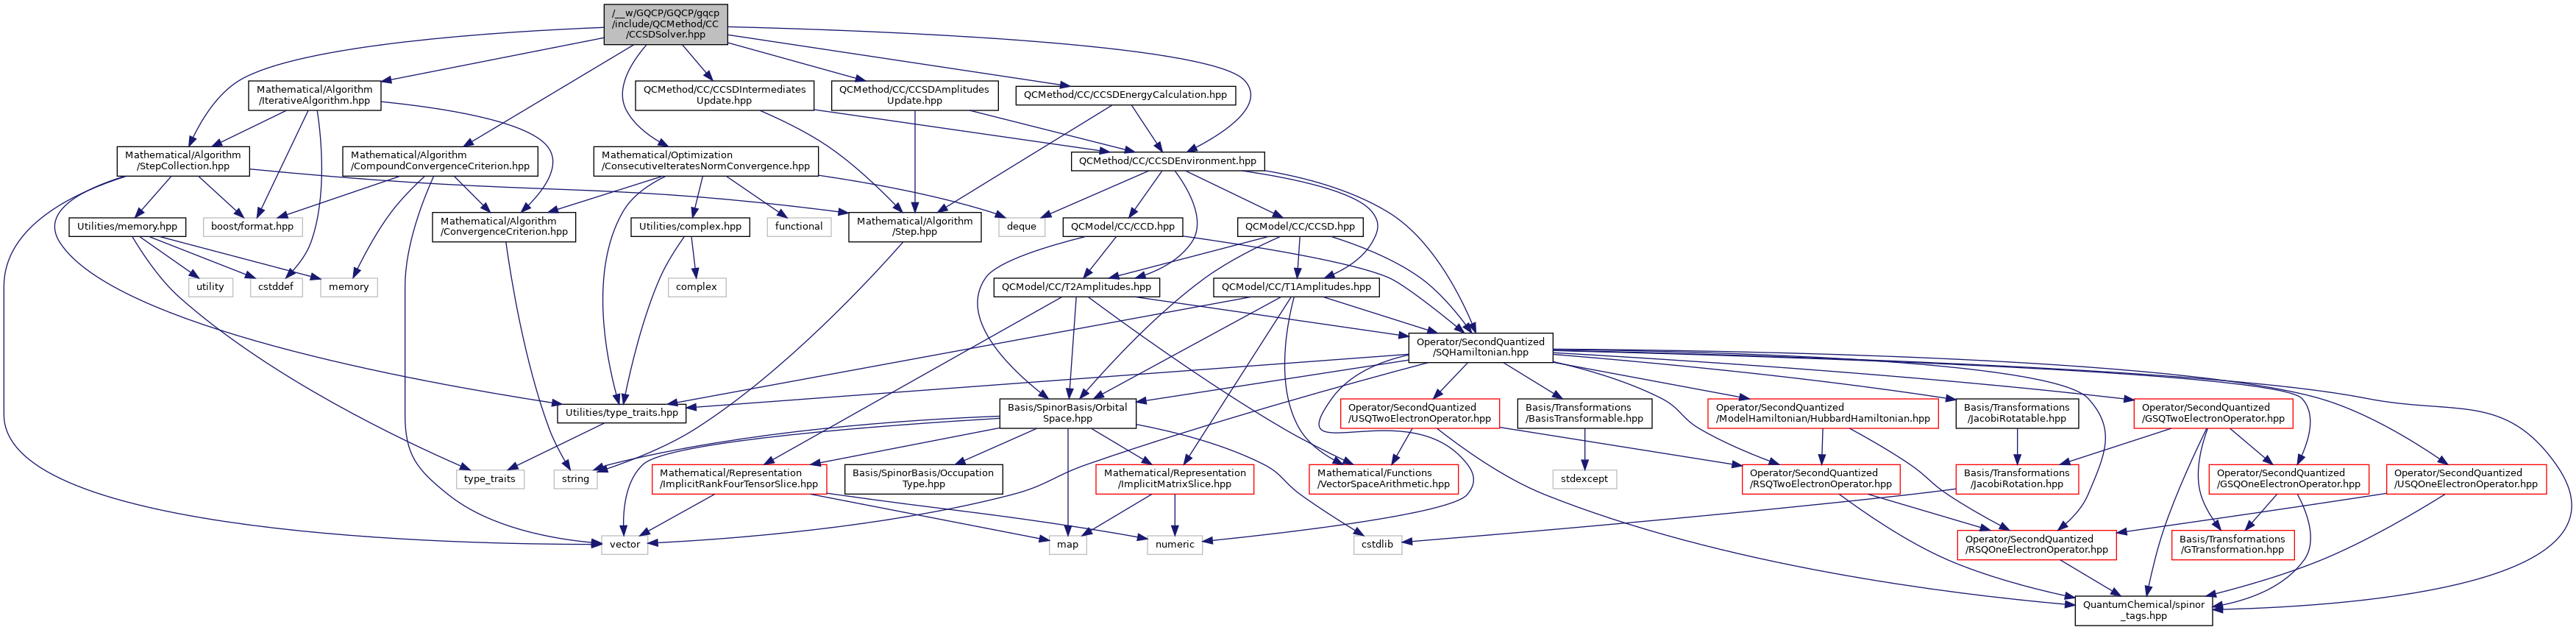 /__w/GQCP/GQCP/gqcp
/include/QCMethod/CC
/CCSDSolver.hpp
Mathematical/Algorithm
/IterativeAlgorithm.hpp
QCMethod/CC/CCSDIntermediates
Update.hpp
QCMethod/CC/CCSDAmplitudes
Update.hpp
QCMethod/CC/CCSDEnergyCalculation.hpp
Mathematical/Algorithm
/StepCollection.hpp
Mathematical/Algorithm
/CompoundConvergenceCriterion.hpp
Mathematical/Optimization
/ConsecutiveIteratesNormConvergence.hpp
QCMethod/CC/CCSDEnvironment.hpp
Utilities/memory.hpp
boost/format.hpp
Mathematical/Algorithm
/ConvergenceCriterion.hpp
Utilities/complex.hpp
functional
Mathematical/Algorithm
/Step.hpp
deque
QCModel/CC/CCD.hpp
QCModel/CC/CCSD.hpp
utility
cstddef
memory
complex
QCModel/CC/T2Amplitudes.hpp
QCModel/CC/T1Amplitudes.hpp
Operator/SecondQuantized
/SQHamiltonian.hpp
Utilities/type_traits.hpp
Basis/SpinorBasis/Orbital
Space.hpp
Operator/SecondQuantized
/USQTwoElectronOperator.hpp
Basis/Transformations
/BasisTransformable.hpp
Operator/SecondQuantized
/ModelHamiltonian/HubbardHamiltonian.hpp
Basis/Transformations
/JacobiRotatable.hpp
Operator/SecondQuantized
/GSQTwoElectronOperator.hpp
type_traits
string
Mathematical/Representation
/ImplicitRankFourTensorSlice.hpp
Basis/SpinorBasis/Occupation
Type.hpp
Mathematical/Representation
/ImplicitMatrixSlice.hpp
Mathematical/Functions
/VectorSpaceArithmetic.hpp
stdexcept
Operator/SecondQuantized
/RSQTwoElectronOperator.hpp
Basis/Transformations
/JacobiRotation.hpp
Operator/SecondQuantized
/GSQOneElectronOperator.hpp
Operator/SecondQuantized
/USQOneElectronOperator.hpp
vector
map
numeric
cstdlib
Operator/SecondQuantized
/RSQOneElectronOperator.hpp
Basis/Transformations
/GTransformation.hpp
QuantumChemical/spinor
_tags.hpp